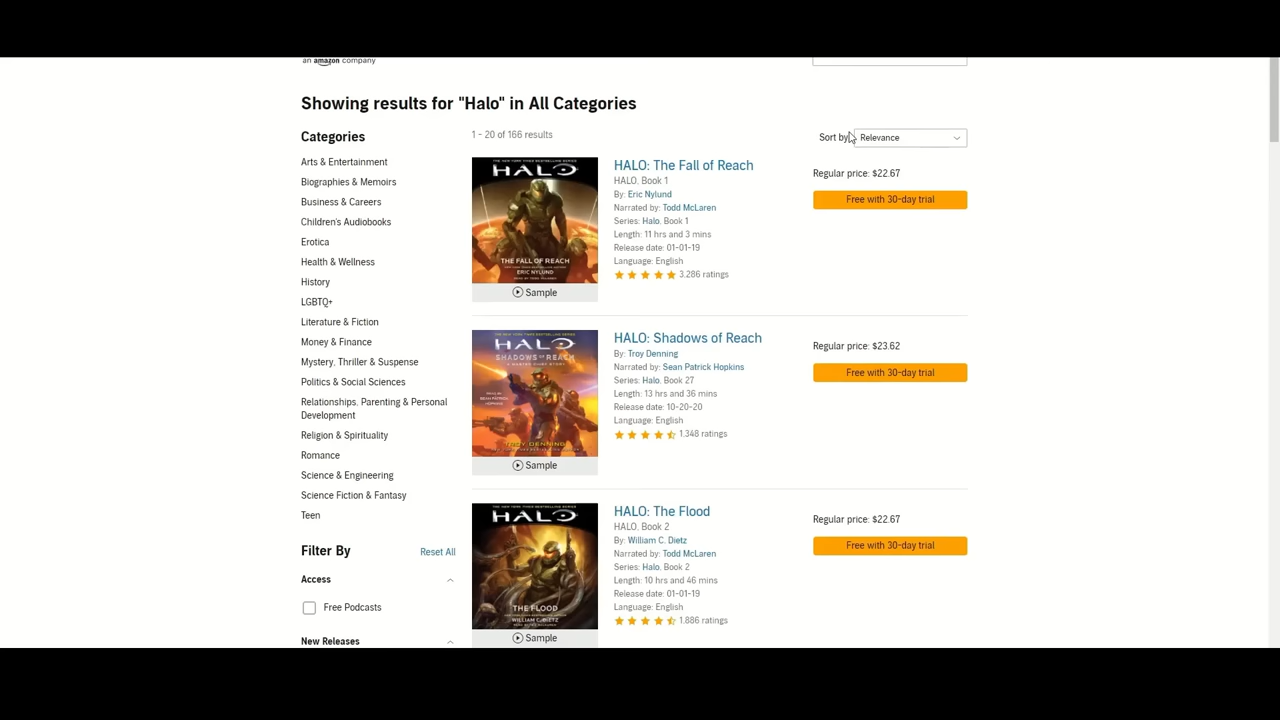 an amazon company
Showing results for "Halo" in All Categories
Categories
Arts & Entertainment
Biographies & Memoirs
Business & Careers
Children's Audiobooks
Erotica
Health & Wellness
History
LGBTQ+
Literature & Fiction
Money & Finance
Mystery, Thriller & Suspense
Politics & Social Sciences
Relationships, Parenting & Personal
Development
Religion & Spirituality
Romance
Science & Engineering
Science Fiction & Fantasy
Teen
Filter By
Reset All
Access
Free Podcasts
New Releases
1 - 20 of 166 results
Sort by
Relevance
HALO
THE FALL OF REACH
ERIC NYLUND
Sample
HALO: The Fall of Reach
HALO, Book 1
By: Eric Nylund
Narrated by: Todd McLaren
Series: Halo, Book 1
Length: 11 hrs and 3 mins
Release date: 01-01-19
Language: English
3,286 ratings
Regular price: $22.67
Free with 30-day trial
HALO
SHADOWS OF REACH
TROY DENNING
Sample
HALO: Shadows of Reach
By: Troy Denning
Narrated by: Sean Patrick Hopkins
Series: Halo, Book 27
Length: 13 hrs and 36 mins
Release date: 10-20-20
Language: English
1,348 ratings
Regular price: $23.62
Free with 30-day trial
HALO
THE FLOOD
WILLIAM C. DIETZ
Sample
HALO: The Flood
HALO, Book 2
By: William C. Dietz
Narrated by: Todd McLaren
Series: Halo, Book 2
Length: 10 hrs and 46 mins
Release date: 01-01-19
Language: English
1,886 ratings
Regular price: $22.67
Free with 30-day trial